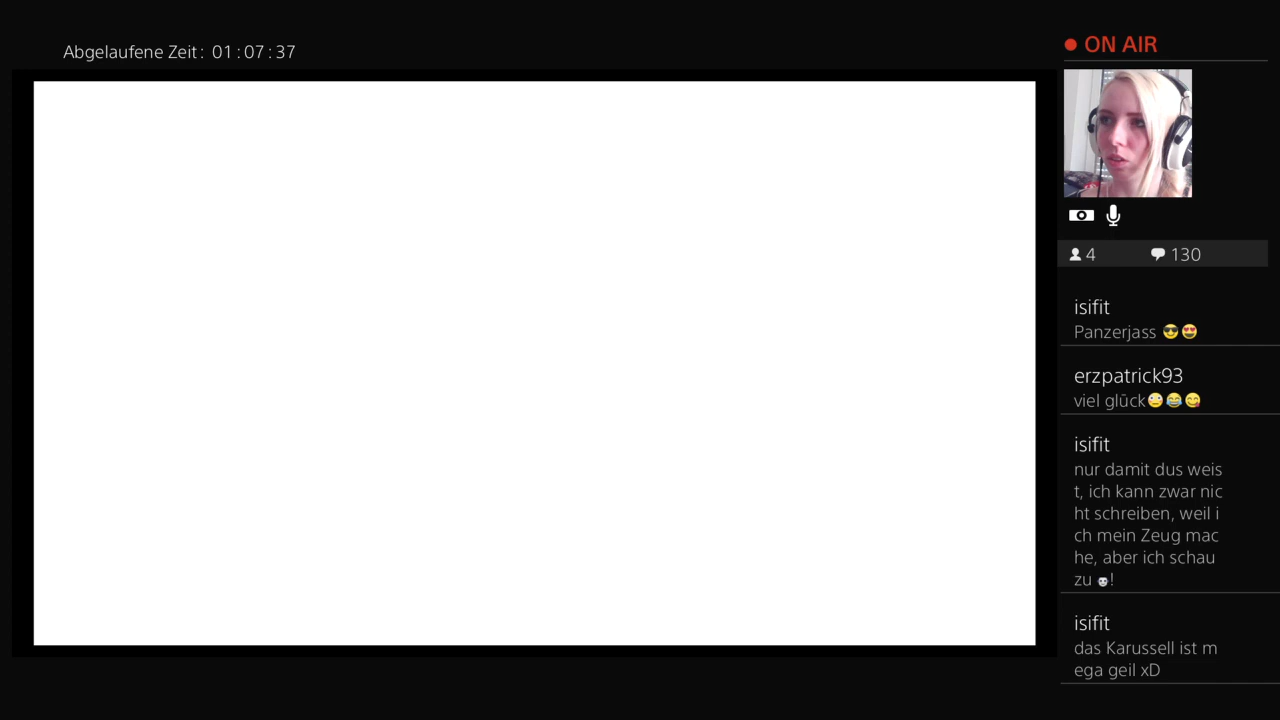 Abgelaufene Zeit: 01:07:37
ON AIR
4 130
isifit
Panzerjass 😎😍
erzpatrick93
viel glück🙄😂😋
isifit
nur damit dus weis
t, ich kann zwar nic
ht schreiben, weil i
ch mein Zeug mac
he, aber ich schau
zu 💀!
isifit
das Karussell ist m
ega geil xD